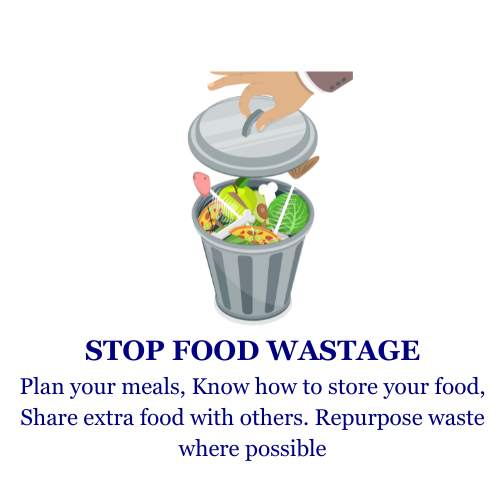 STOP FOOD WASTAGE
Plan your meals, Know how to store your food,
Share extra food with others. Repurpose waste
where possible